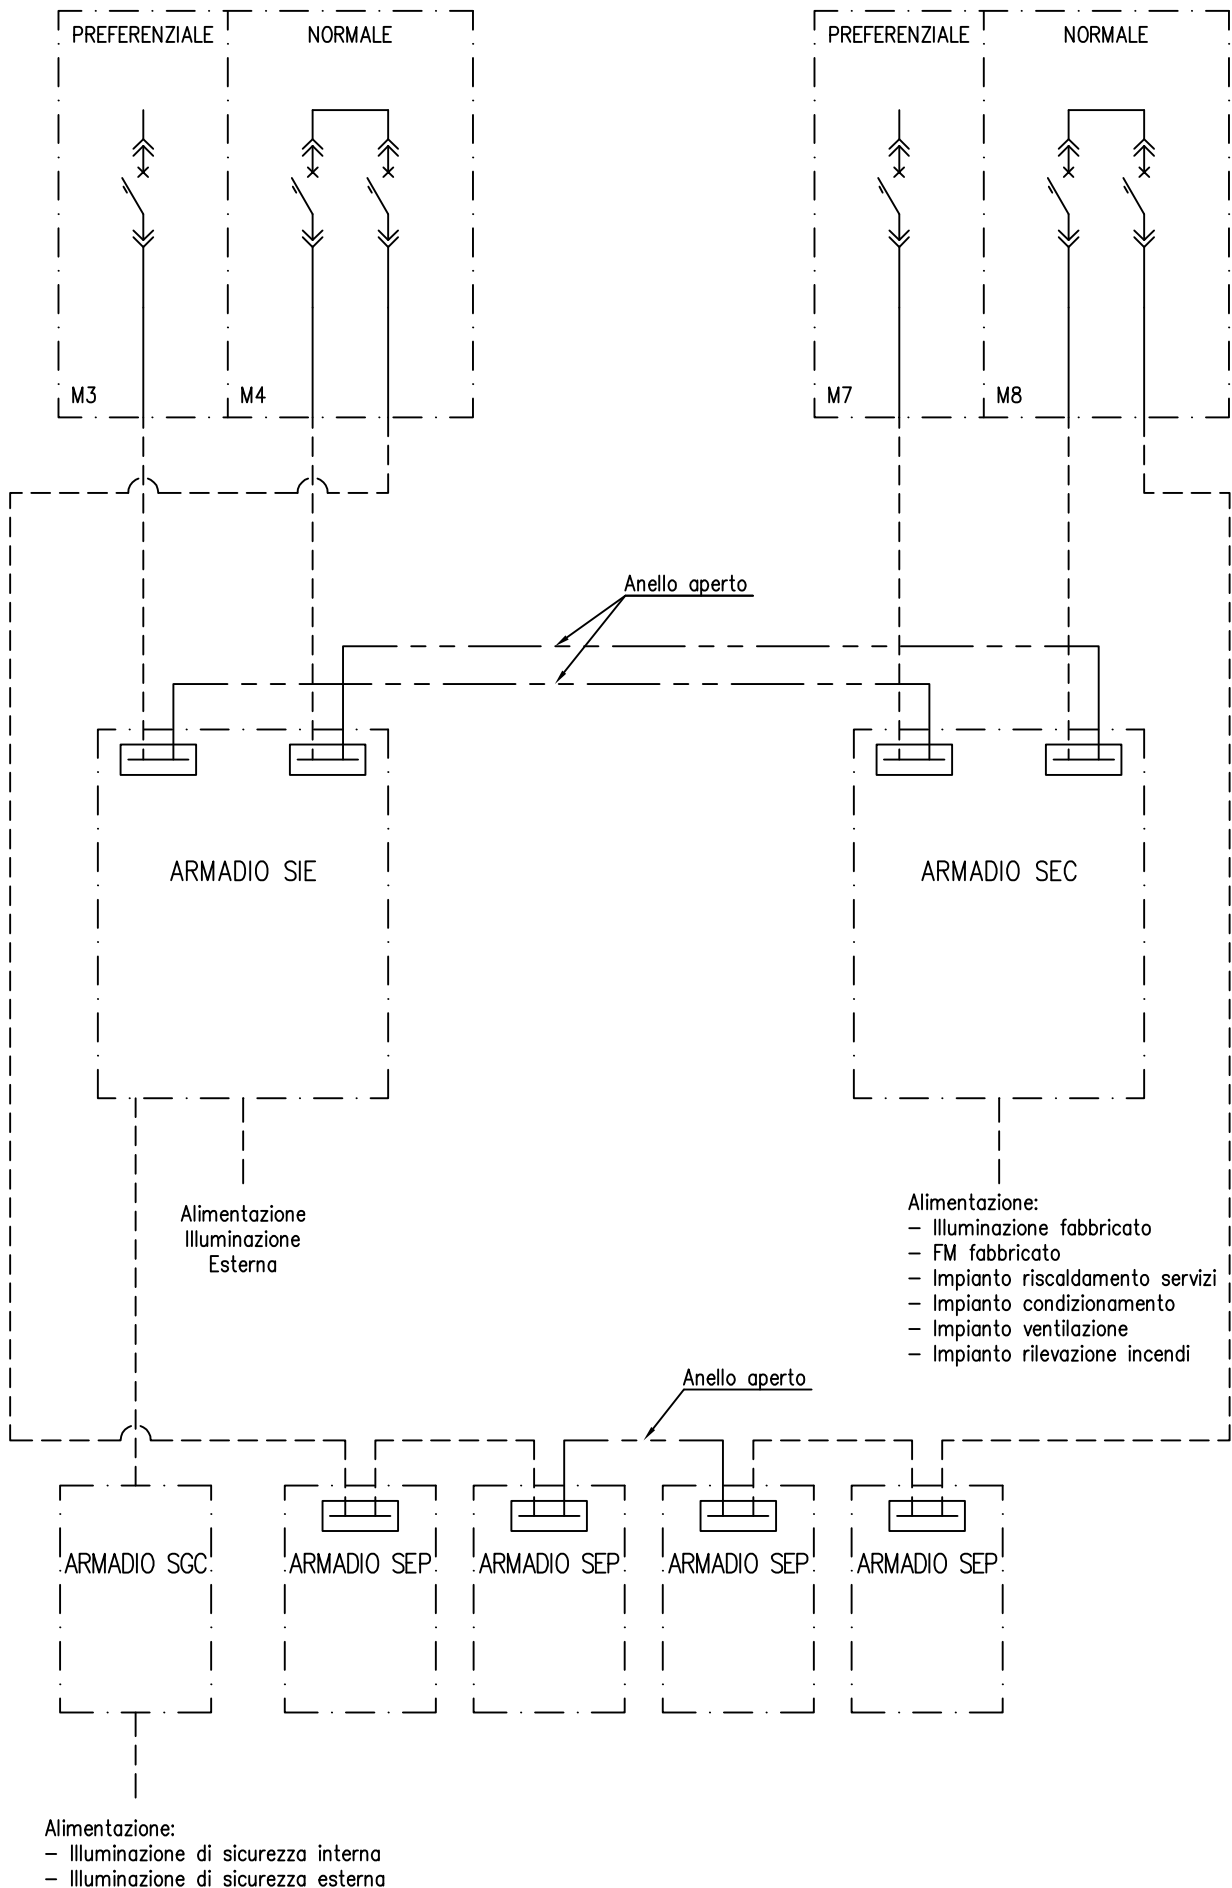 PREFERENZIALE
NORMALE
PREFERENZIALE
NORMALE
M3
M4
M7
M8
Anello aperto
ARMADIO SIE
ARMADIO SEC
Alimentazione
Illuminazione
Esterna
Alimentazione:
- Illuminazione fabbricato
- FM fabbricato
- Impianto riscaldamento servizi
- Impianto condizionamento
- Impianto ventilazione
- Impianto rilevazione incendi
Anello aperto
ARMADIO SGC
ARMADIO SEP
ARMADIO SEP
ARMADIO SEP
ARMADIO SEP
Alimentazione:
- Illuminazione di sicurezza interna
- Illuminazione di sicurezza esterna